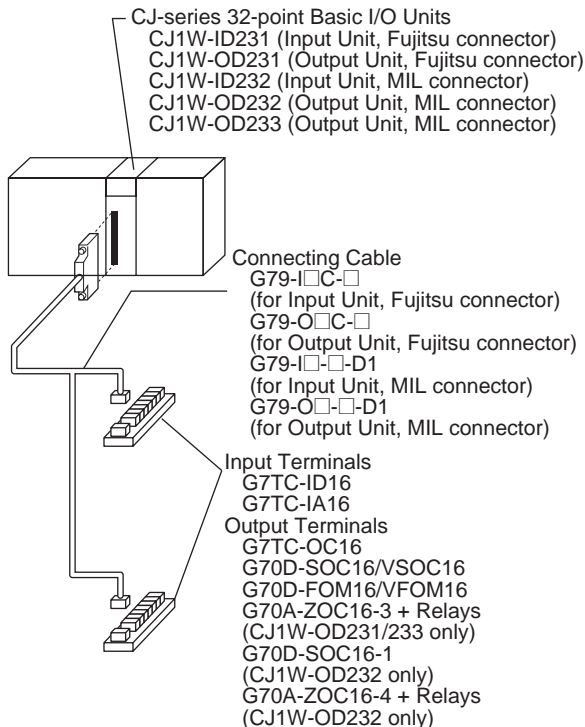 CJ-series 32-point Basic I/O Units
CJ1W-ID231 (Input Unit, Fujitsu connector)
CJ1W-OD231 (Output Unit, Fujitsu connector)
CJ1W-ID232 (Input Unit, MIL connector)
CJ1W-OD232 (Output Unit, MIL connector)
CJ1W-OD233 (Output Unit, MIL connector)
Connecting Cable
G79-I□C-□
(for Input Unit, Fujitsu connector)
G79-O□C-□
(for Output Unit, Fujitsu connector)
G79-I□-□-D1
(for Input Unit, MIL connector)
G79-O□-□-D1
(for Output Unit, MIL connector)
Input Terminals
G7TC-ID16
G7TC-IA16
Output Terminals
G7TC-OC16
G70D-SOC16/VSOC16
G70D-FOM16/VFOM16
G70A-ZOC16-3 + Relays
(CJ1W-OD231/233 only)
G70D-SOC16-1
(CJ1W-OD232 only)
G70A-ZOC16-4 + Relays
(CJ1W-OD232 only)